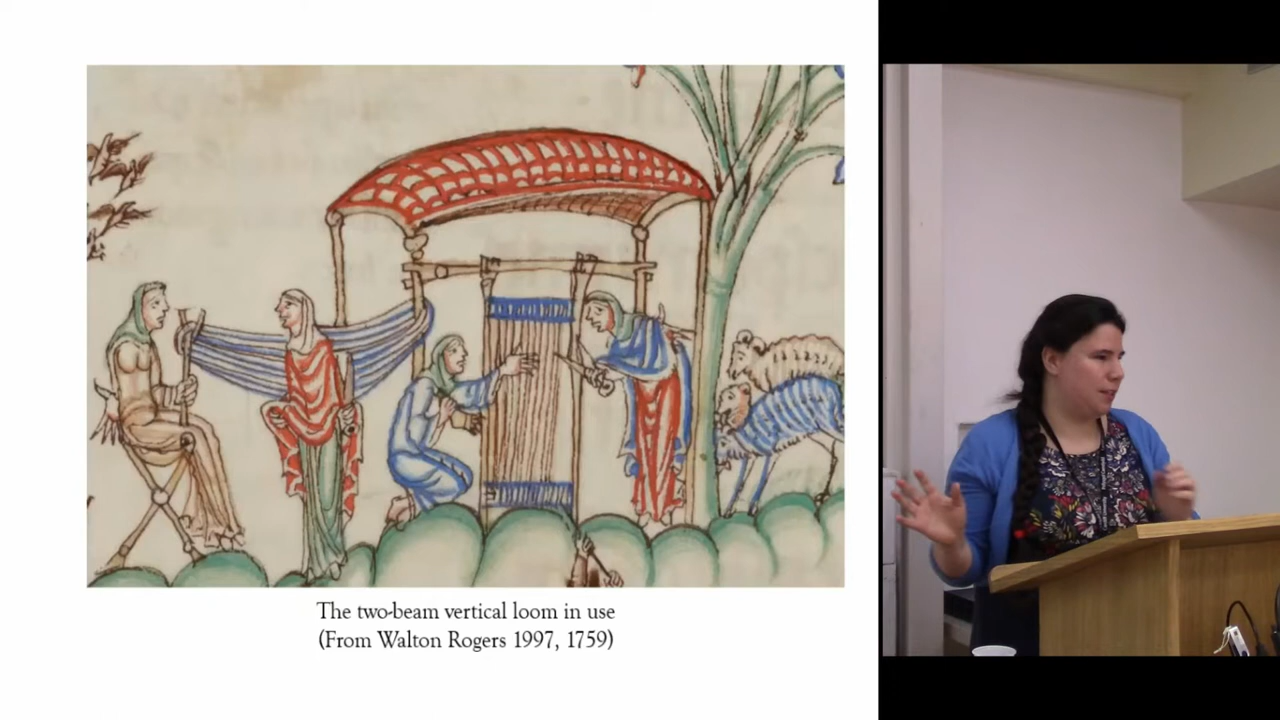 The two-beam vertical loom in use
(From Walton Rogers 1997, 1759)